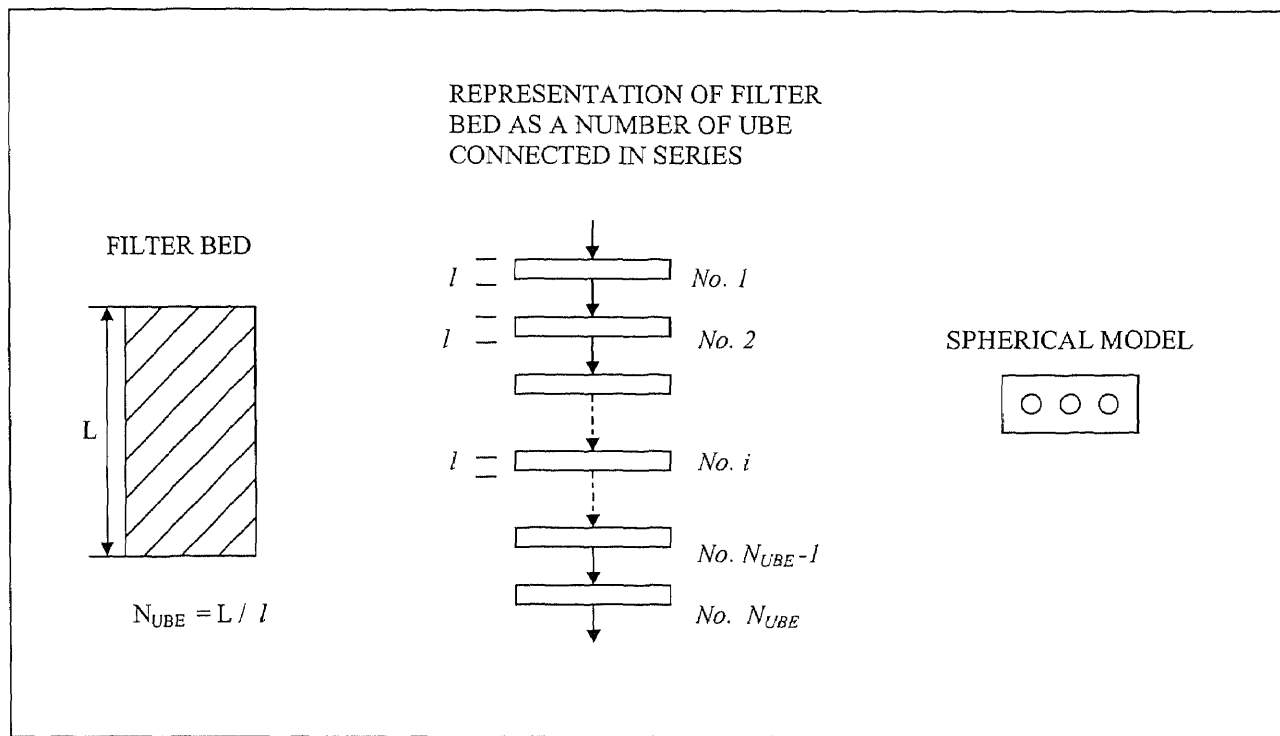 REPRESENTATION OF FILTER
BED AS A NUMBER OF UBE
CONNECTED IN SERIES
FILTER BED
L
N_UBE = L / l
l
No. 1
l
No. 2
l
No. i
No. N_UBE-1
No. N_UBE
SPHERICAL MODEL